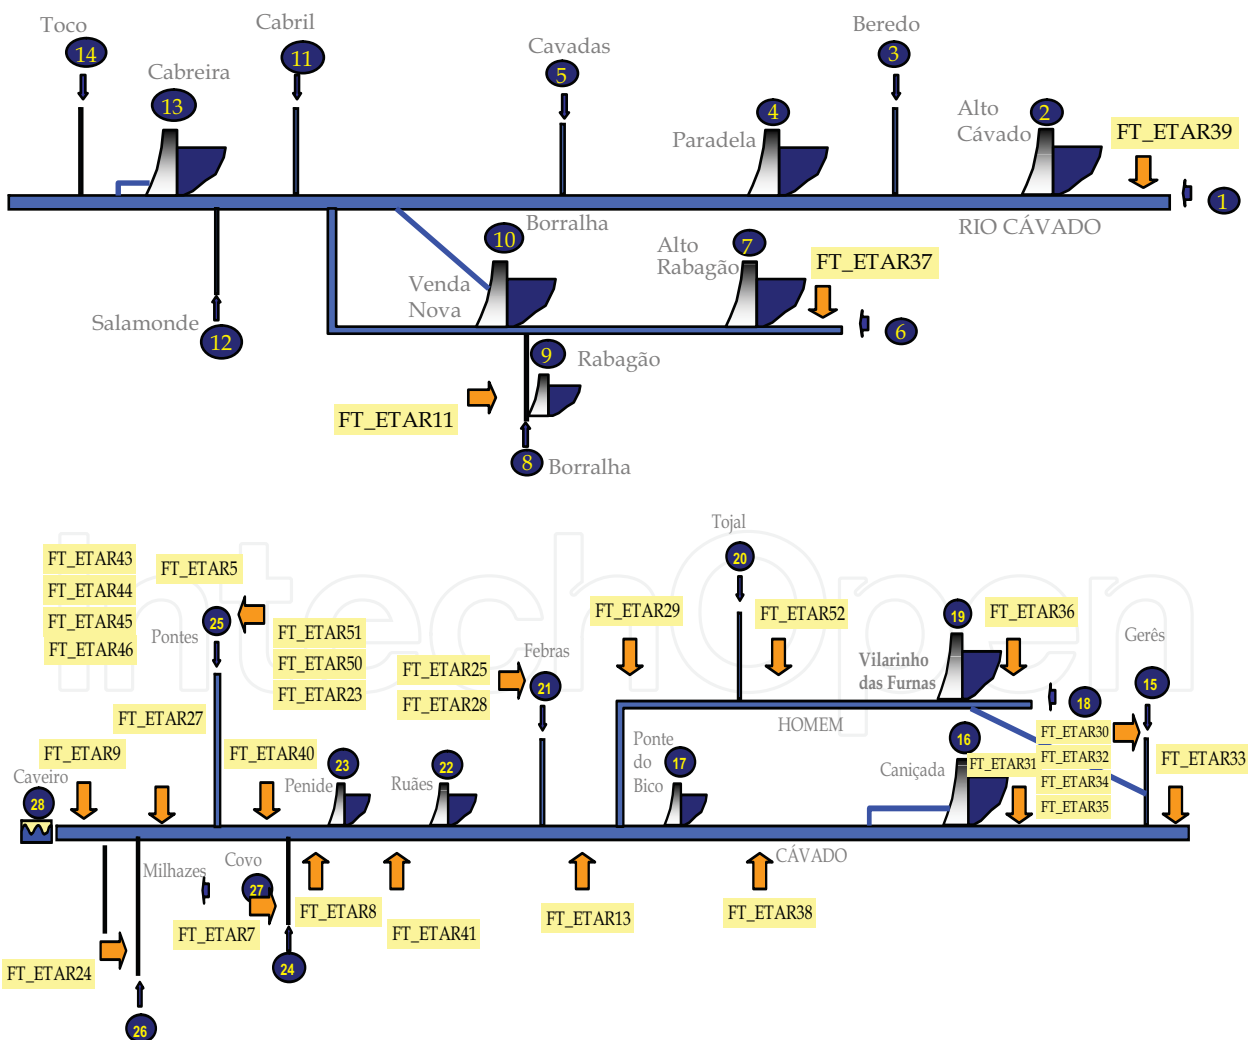 Toco
14
Cabreira
13
Cabril
11
Cavadas
5
Beredo
3
Paradela
4
Alto
Cávado
2
FT_ETAR39
1
RIO CÁVADO
Borralha
10
Venda
Nova
Alto
Rabagão
7
FT_ETAR37
6
Salamonde
12
9
Rabagão
FT_ETAR11
8
Borralha
IntechOpen
Tojal
20
FT_ETAR43
FT_ETAR44
FT_ETAR45
FT_ETAR46
FT_ETAR5
Pontes
25
FT_ETAR51
FT_ETAR50
FT_ETAR23
FT_ETAR25
FT_ETAR28
Febras
21
FT_ETAR29
FT_ETAR52
19
FT_ETAR36
Vilarinho
das Furnas
Gerês
15
18
HOMEM
FT_ETAR27
FT_ETAR9
FT_ETAR40
Caveiro
28
Penide
23
Ruães
22
Ponte
do
Bico
17
Caniçada
16
FT_ETAR30
FT_ETAR31
FT_ETAR32
FT_ETAR34
FT_ETAR35
FT_ETAR33
CÁVADO
Milhazes
Covo
27
FT_ETAR7
FT_ETAR8
FT_ETAR41
FT_ETAR13
FT_ETAR38
FT_ETAR24
24
26